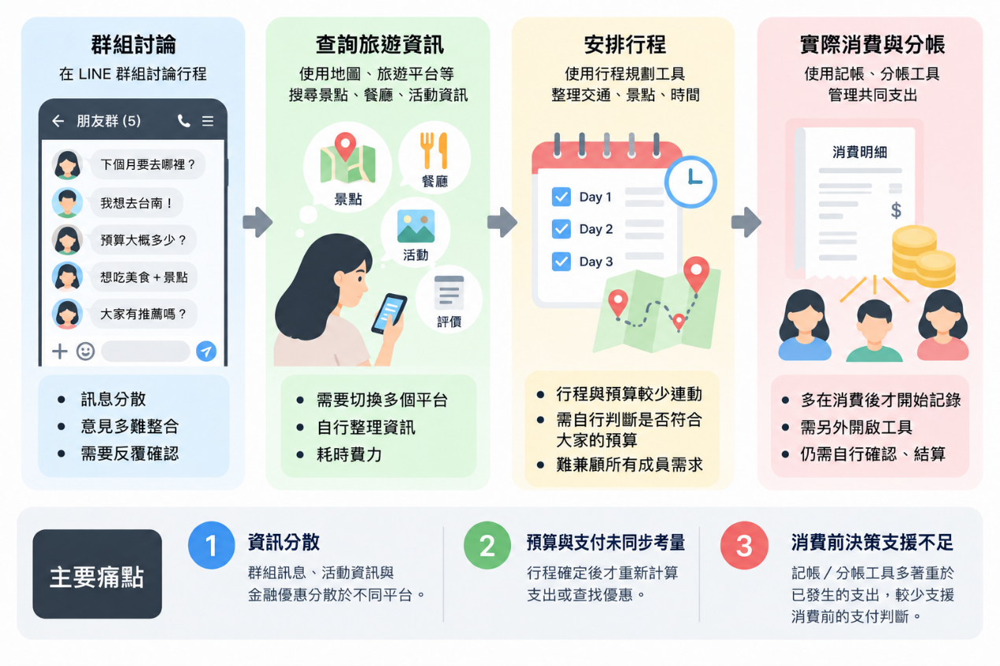 群組討論
在 LINE 群組討論行程
朋友群 (5)
下個月要去哪裡？
我想去台南！
預算大概多少？
想吃美食＋景點
大家有推薦嗎？
• 訊息分散
• 意見多難整合
• 需要反覆確認
查詢旅遊資訊
使用地圖、旅遊平台等
搜尋景點、餐廳、活動資訊
景點
餐廳
活動
評價
• 需要切換多個平台
• 自行整理資訊
• 耗時費力
安排行程
使用行程規劃工具
整理交通、景點、時間
Day 1
Day 2
Day 3
• 行程與預算較少連動
• 需自行判斷是否符合
大家的預算
• 難兼顧所有成員需求
實際消費與分帳
使用記帳、分帳工具
管理共同支出
消費明細
$
• 多在消費後才開始記錄
• 需另外開啟工具
• 仍需自行確認、結算
主要痛點
1
資訊分散
群組訊息、活動資訊與
金融優惠分散於不同平台。
2
預算與支付未同步考量
行程確定後才重新計算
支出或查找優惠。
3
消費前決策支援不足
記帳／分帳工具多著重於
已發生的支出，較少支援
消費前的支付判斷。